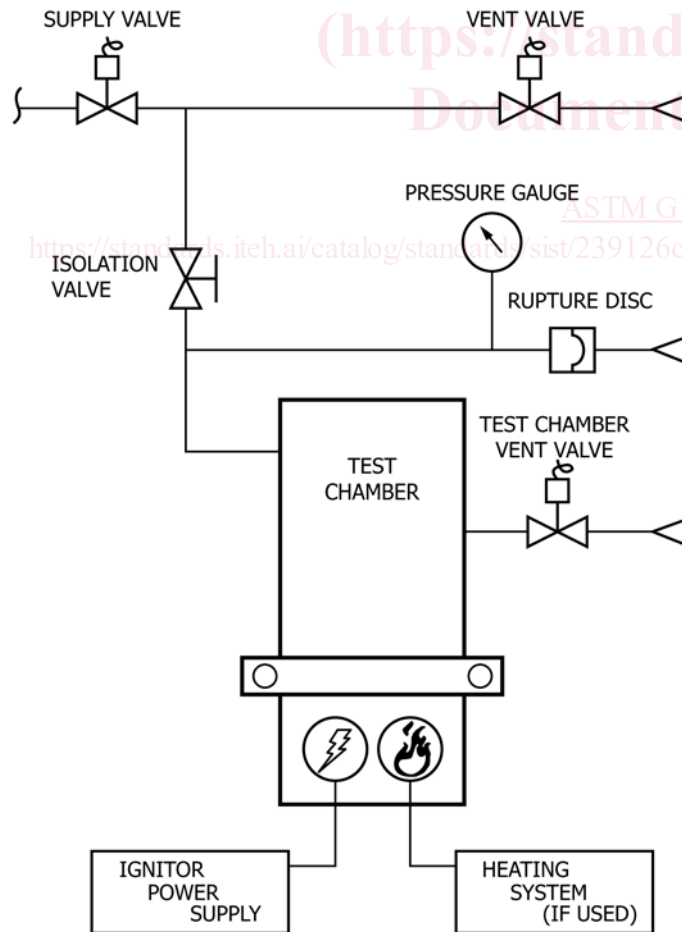 SUPPLY VALVE
VENT VALVE
(https://stand
Document
PRESSURE GAUGE
ASTM G
https://standards.iteh.ai/catalog/standards/sist/239126c
ISOLATION
VALVE
RUPTURE DISC
TEST CHAMBER
VENT VALVE
TEST
CHAMBER
IGNITOR
POWER
SUPPLY
HEATING
SYSTEM
(IF USED)